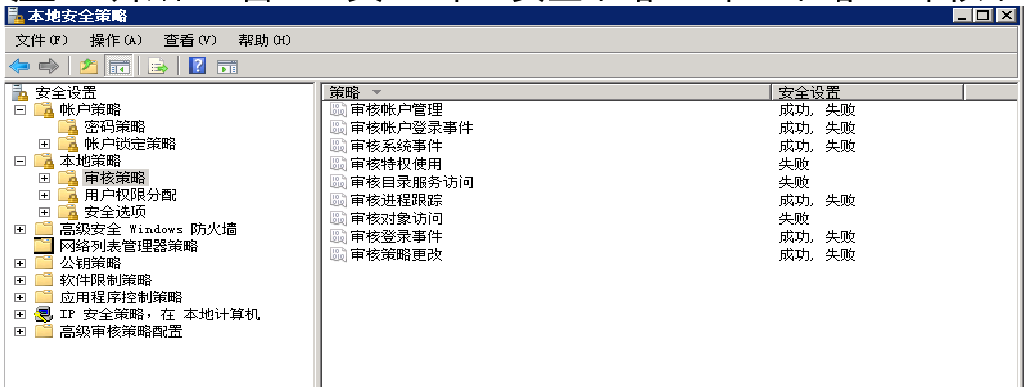 本地安全策略
文件(F) 操作(A) 查看(V) 帮助(H)
安全设置
帐户策略
密码策略
帐户锁定策略
本地策略
审核策略
用户权限分配
安全选项
高级安全 Windows 防火墙
网络列表管理器策略
公钥策略
软件限制策略
应用程序控制策略
IP 安全策略，在 本地计算机
高级审核策略配置
策略 安全设置
审核帐户管理 成功, 失败
审核帐户登录事件 成功, 失败
审核系统事件 成功, 失败
审核特权使用 失败
审核目录服务访问 失败
审核进程跟踪 成功, 失败
审核对象访问 失败
审核登录事件 成功, 失败
审核策略更改 成功, 失败